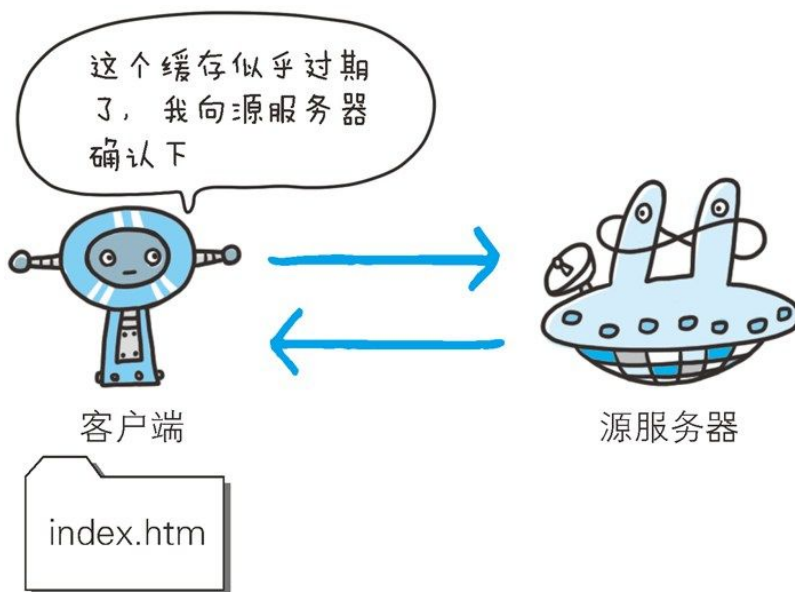 这个缓存似乎过期
了，我向源服务器
确认下
客户端
源服务器
index.htm